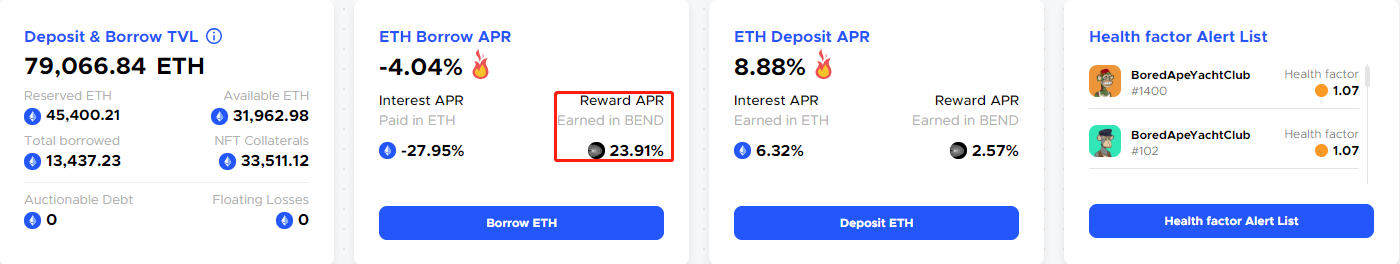 Deposit & Borrow TVL
79,066.84 ETH
Reserved ETH Available ETH
45,400.21 31,962.98
Total borrowed NFT Collaterals
13,437.23 33,511.12
Auctionable Debt Floating Losses
0 0
ETH Borrow APR
-4.04%
Interest APR Reward APR
Paid in ETH Earned in BEND
-27.95% 23.91%
Borrow ETH
ETH Deposit APR
8.88%
Interest APR Reward APR
Earned in ETH Earned in BEND
6.32% 2.57%
Deposit ETH
Health factor Alert List
BoredApeYachtClub Health factor
#1400 1.07
BoredApeYachtClub Health factor
#102 1.07
Health factor Alert List